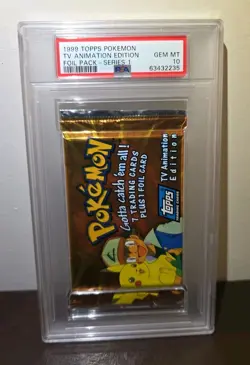 1999 TOPPS POKEMON
TV ANIMATION EDITION
FOIL PACK - SERIES 1
GEM MT
10
63432235
PSA
POKéMON
Gotta catch 'em all!
7 TRADING CARDS
PLUS 1 FOIL CARD
TV Animation
Edition
topps